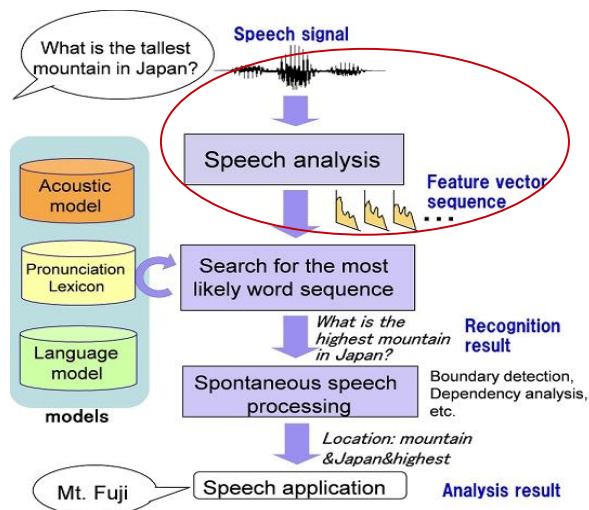 What is the tallest
mountain in Japan?
Speech signal
Speech analysis
Feature vector
sequence
Acoustic
model
Pronunciation
Lexicon
Language
model
models
Search for the most
likely word sequence
What is the
highest mountain
in Japan?
Recognition
result
Spontaneous speech
processing
Boundary detection,
Dependency analysis,
etc.
Location: mountain
&Japan&highest
Mt. Fuji
Speech application
Analysis result